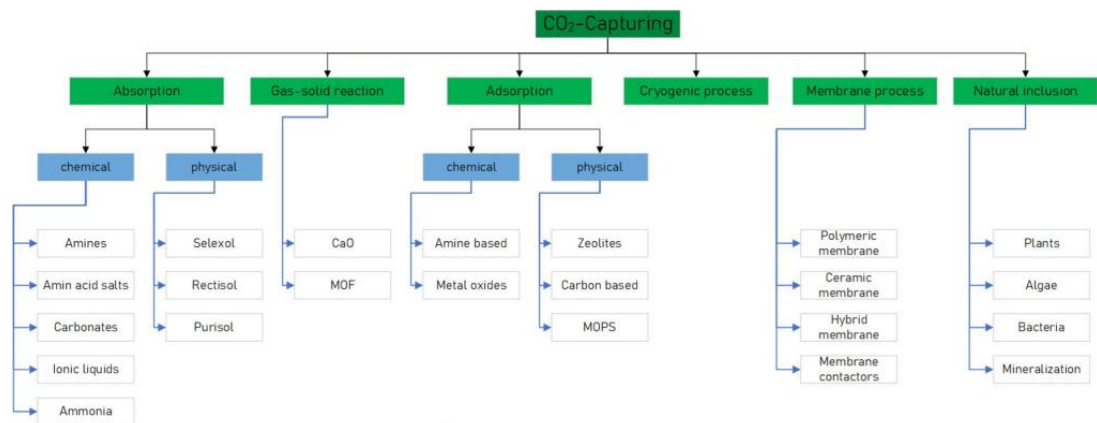 CO₂-Capturing
Absorption
Gas-solid reaction
Adsorption
Cryogenic process
Membrane process
Natural inclusion
chemical
physical
chemical
physical
Amines
Selexol
CaO
Amine based
Zeolites
Polymeric
membrane
Plants
Amin acid salts
Rectisol
MOF
Metal oxides
Carbon based
Ceramic
membrane
Algae
Carbonates
Purisol
MOPS
Hybrid
membrane
Bacteria
Ionic liquids
Membrane
contactors
Mineralization
Ammonia